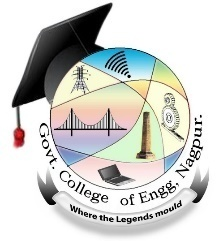 Govt. College of Engg, Nagpur.
Where the Legends mould